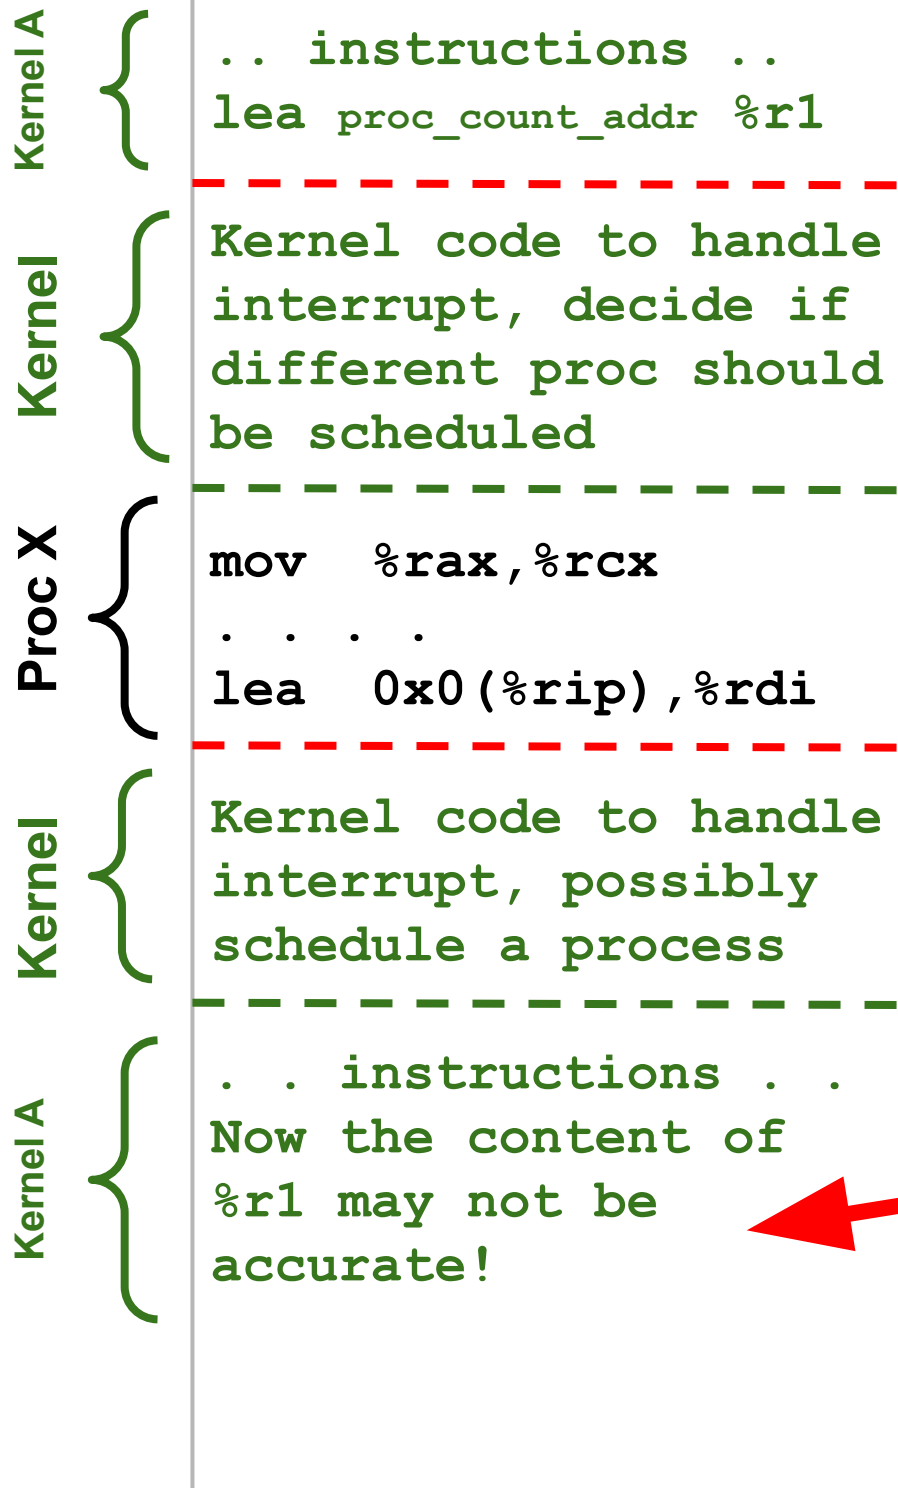 Kernel A
.. instructions ..
lea proc_count_addr %r1
Kernel
Kernel code to handle
interrupt, decide if
different proc should
be scheduled
Proc X
mov %rax,%rcx
. . . .
lea 0x0(%rip),%rdi
Kernel
Kernel code to handle
interrupt, possibly
schedule a process
Kernel A
. . instructions . .
Now the content of
%r1 may not be
accurate!